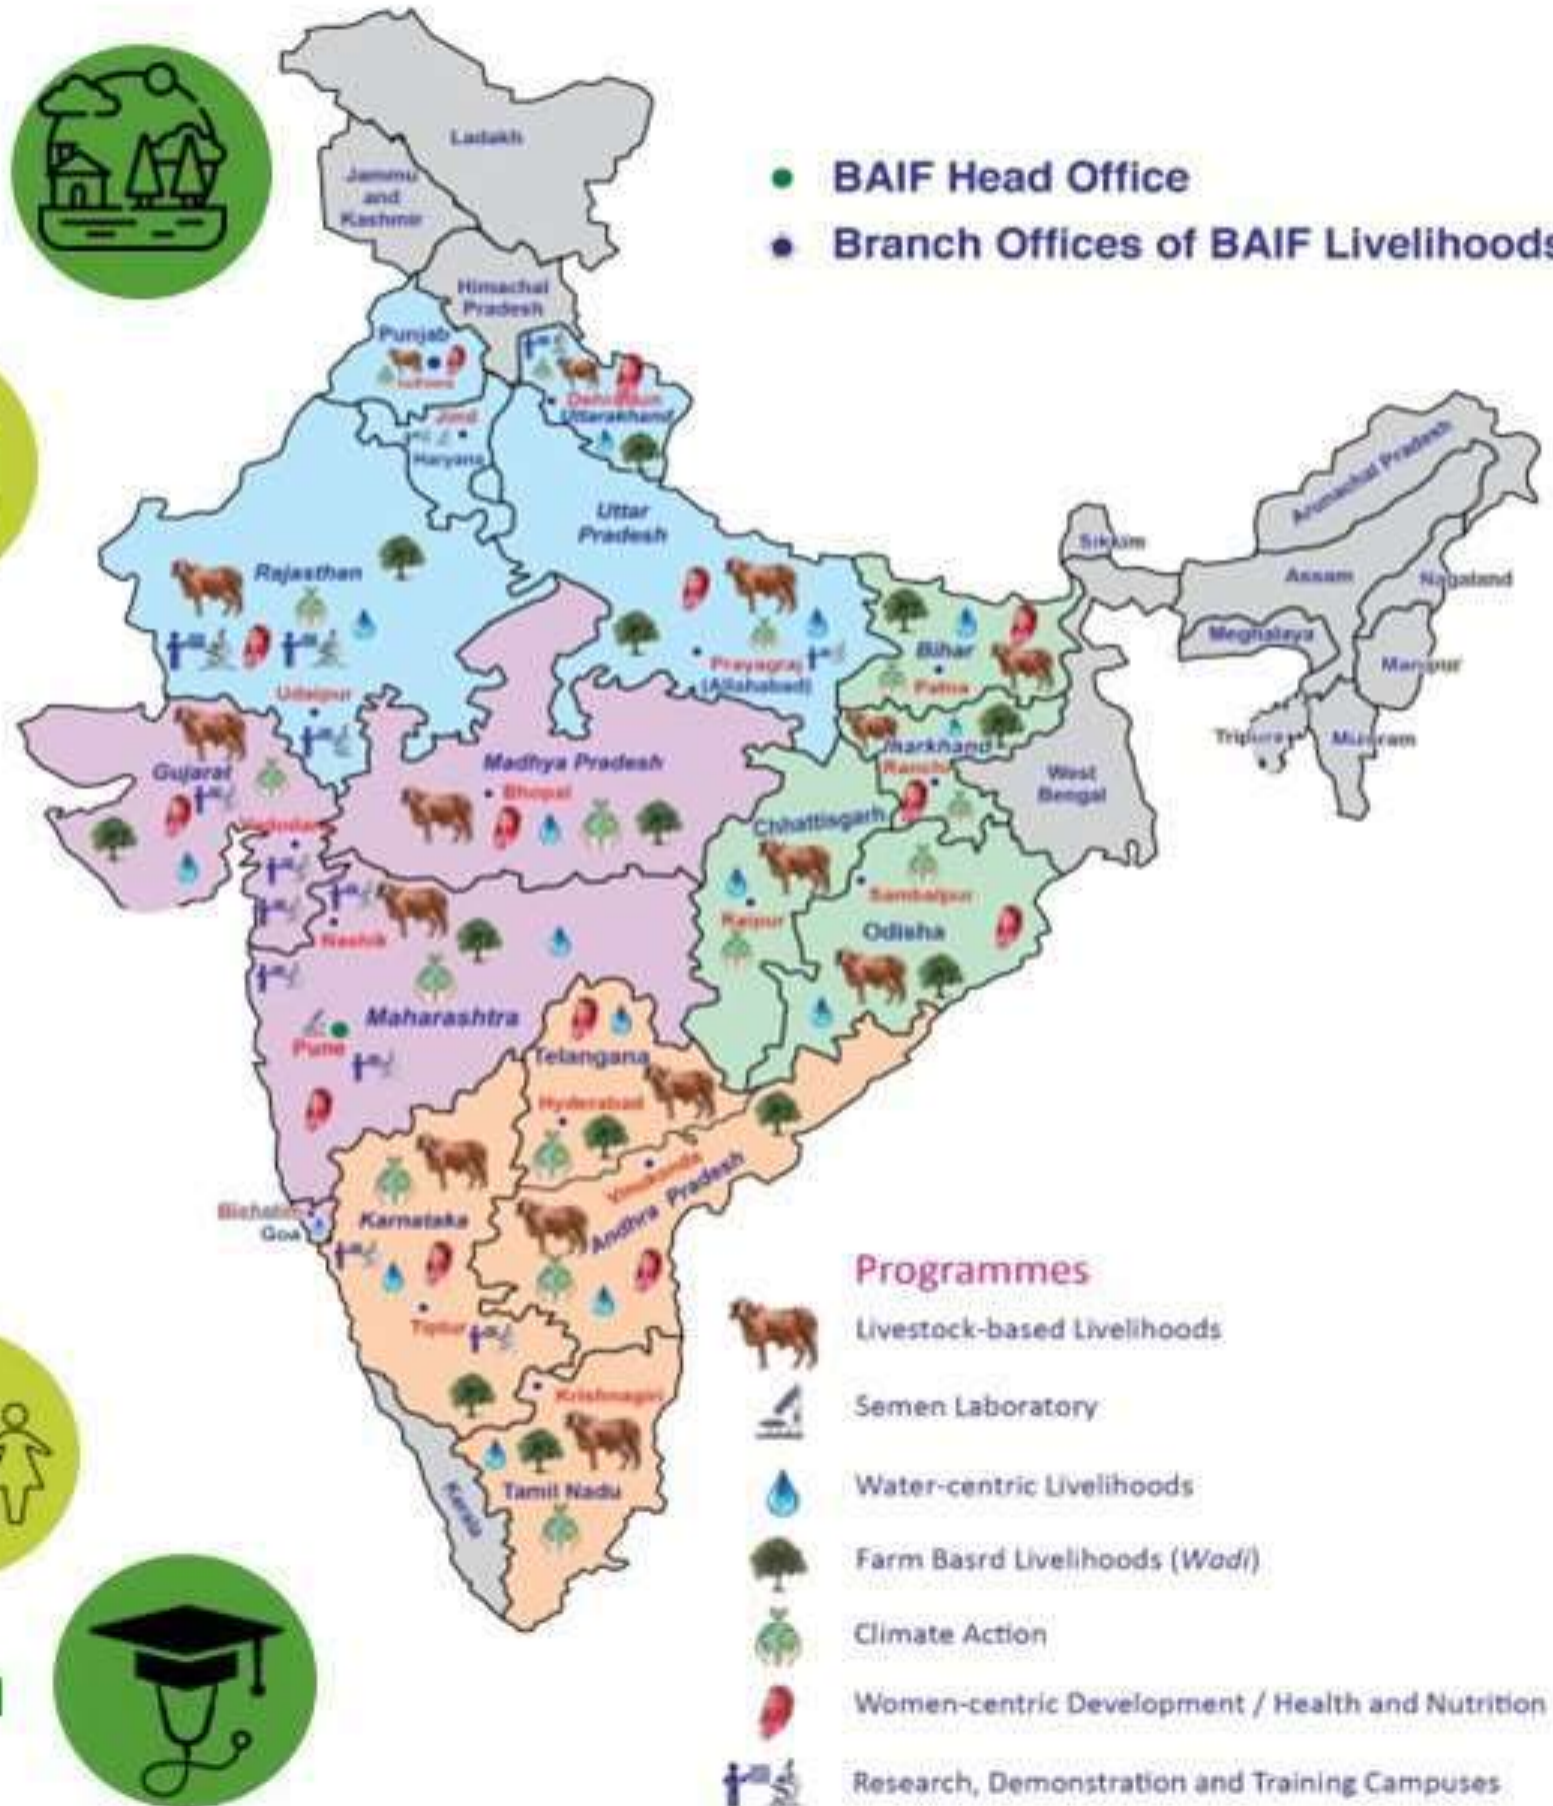 Ladakh
Jammu
and
Kashmir
Himachal
Pradesh
• BAIF Head Office
• Branch Offices of BAIF Livelihoods
Punjab
Dehradun
Uttarakhand
Jind
Haryana
Uttar
Pradesh
Rajasthan
Udaipur
Prayagraj
(Allahabad)
Bihar
Patna
Jharkhand
Ranchi
Sikkim
Arunachal Pradesh
Assam
Nagaland
Meghalaya
Manipur
Tripura
Mizoram
West
Bengal
Gujarat
Madhya Pradesh
Bhopal
Chhattisgarh
Raipur
Sambalpur
Odisha
Nashik
Maharashtra
Pune
Telangana
Hyderabad
Vinukonda
Andhra Pradesh
Goa
Karnataka
Tiptur
Krishnagiri
Tamil Nadu
Kerala
Programmes
Livestock-based Livelihoods
Semen Laboratory
Water-centric Livelihoods
Farm Basrd Livelihoods (Wadi)
Climate Action
Women-centric Development / Health and Nutrition
Research, Demonstration and Training Campuses